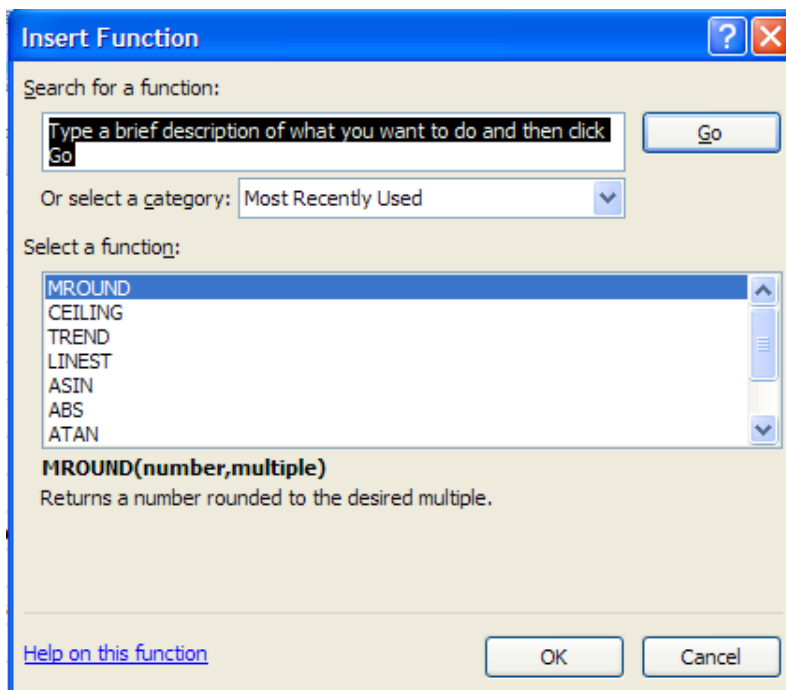 Insert Function
Search for a function:
Type a brief description of what you want to do and then click
Go
Go
Or select a category: Most Recently Used
Select a function:
MROUND
CEILING
TREND
LINEST
ASIN
ABS
ATAN
MROUND(number,multiple)
Returns a number rounded to the desired multiple.
Help on this function
OK
Cancel